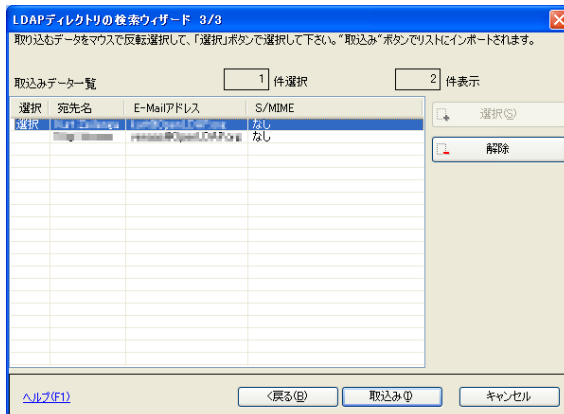 LDAPディレクトリの検索ウィザード 3/3
取り込むデータをマウスで反転選択して、「選択」ボタンで選択して下さい。“取込み”ボタンでリストにインポートされます。
取込みデータ一覧 1 件選択 2 件表示
選択 宛先名 E-Mailアドレス S/MIME
選択 なし
なし
選択(S)
解除
ヘルプ(F1)
<戻る(B)
取込み(I)
キャンセル